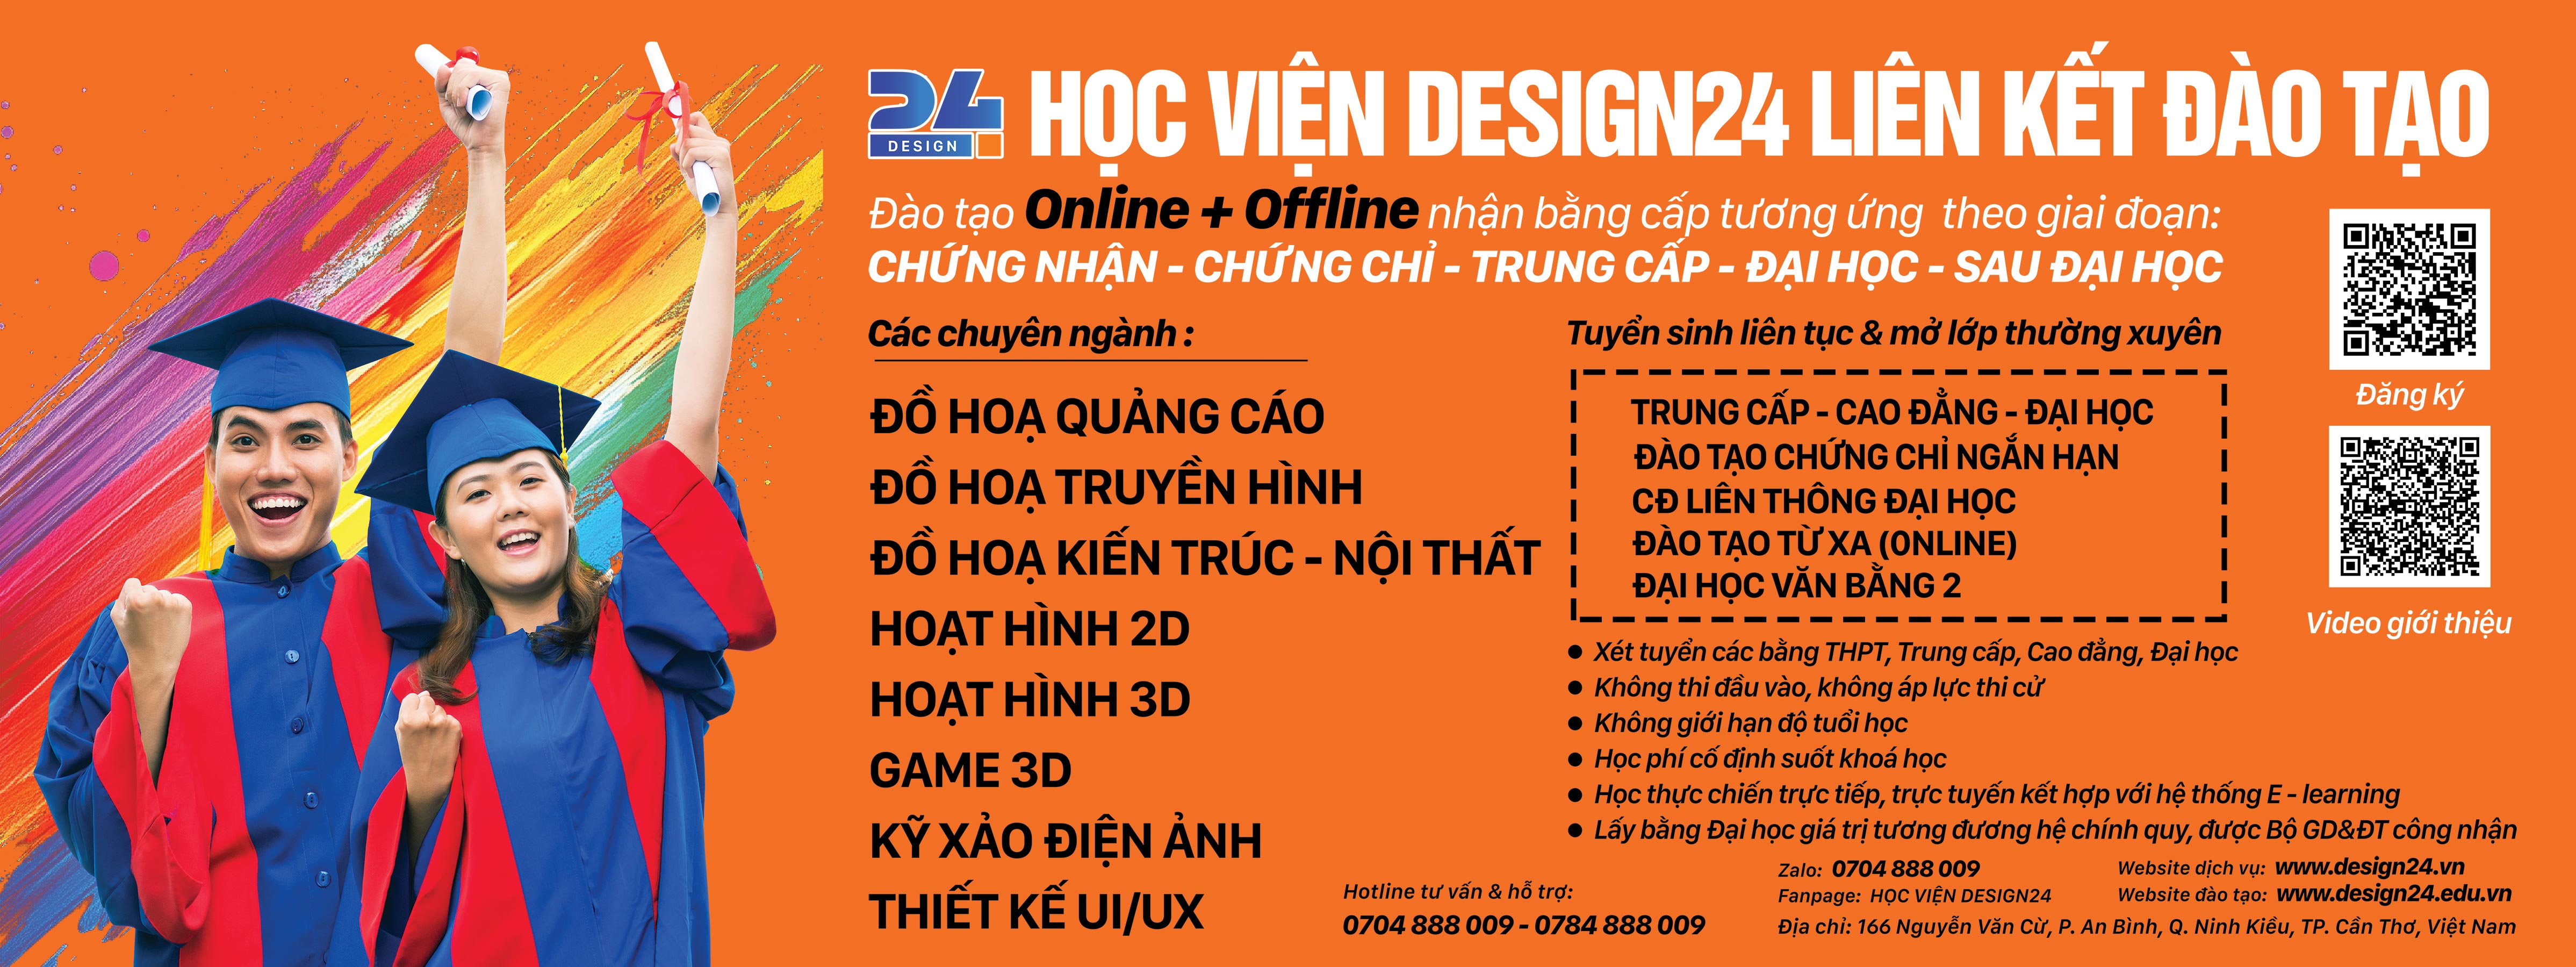 24
DESIGN
HỌC VIỆN DESIGN24 LIÊN KẾT ĐÀO TẠO
Đào tạo Online + Offline nhận bằng cấp tương ứng theo giai đoạn:
CHỨNG NHẬN - CHỨNG CHỈ - TRUNG CẤP - ĐẠI HỌC - SAU ĐẠI HỌC
Các chuyên ngành :
ĐỒ HOẠ QUẢNG CÁO
ĐỒ HOẠ TRUYỀN HÌNH
ĐỒ HOẠ KIẾN TRÚC - NỘI THẤT
HOẠT HÌNH 2D
HOẠT HÌNH 3D
GAME 3D
KỸ XẢO ĐIỆN ẢNH
THIẾT KẾ UI/UX
Tuyển sinh liên tục & mở lớp thường xuyên
TRUNG CẤP - CAO ĐẲNG - ĐẠI HỌC
ĐÀO TẠO CHỨNG CHỈ NGẮN HẠN
CĐ LIÊN THÔNG ĐẠI HỌC
ĐÀO TẠO TỪ XA (0NLINE)
ĐẠI HỌC VĂN BẰNG 2
Đăng ký
Video giới thiệu
● Xét tuyển các bằng THPT, Trung cấp, Cao đẳng, Đại học
● Không thi đầu vào, không áp lực thi cử
● Không giới hạn độ tuổi học
● Học phí cố định suốt khoá học
● Học thực chiến trực tiếp, trực tuyến kết hợp với hệ thống E - learning
● Lấy bằng Đại học giá trị tương đương hệ chính quy, được Bộ GD&ĐT công nhận
Hotline tư vấn & hỗ trợ:
0704 888 009 - 0784 888 009
Zalo: 0704 888 009
Fanpage: HỌC VIỆN DESIGN24
Website dịch vụ: www.design24.vn
Website đào tạo: www.design24.edu.vn
Địa chỉ: 166 Nguyễn Văn Cừ, P. An Bình, Q. Ninh Kiều, TP. Cần Thơ, Việt Nam